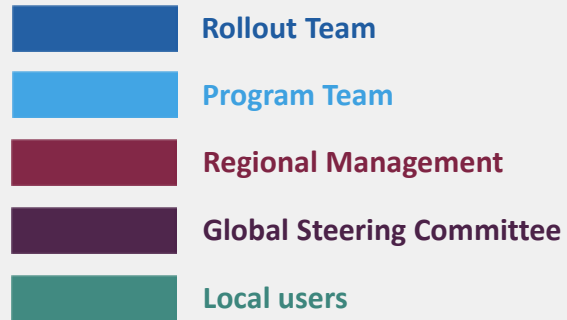 Rollout Team
Program Team
Regional Management
Global Steering Committee
Local users